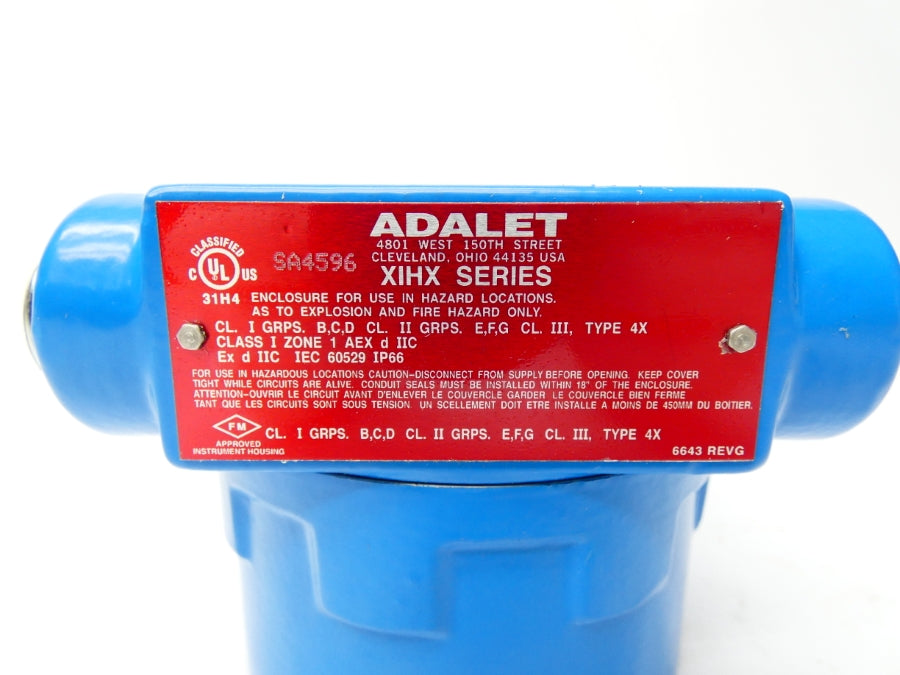 ADALET
4801 WEST 150TH STREET
CLEVELAND, OHIO 44135 USA
XIHX SERIES
CLASSIFIED
C UL US
SA4596
31H4 ENCLOSURE FOR USE IN HAZARD LOCATIONS.
AS TO EXPLOSION AND FIRE HAZARD ONLY.
CL. I GRPS. B,C,D CL. II GRPS. E,F,G CL. III, TYPE 4X
CLASS I ZONE 1 AEX d IIC
Ex d IIC IEC 60529 IP66
FOR USE IN HAZARDOUS LOCATIONS CAUTION-DISCONNECT FROM SUPPLY BEFORE OPENING. KEEP COVER
TIGHT WHILE CIRCUITS ARE ALIVE. CONDUIT SEALS MUST BE INSTALLED WITHIN 18" OF THE ENCLOSURE.
ATTENTION-OUVRIR LE CIRCUIT AVANT D'ENLEVER LE COUVERCLE GARDER LE COUVERCLE BIEN FERME
TANT QUE LES CIRCUITS SONT SOUS TENSION. UN SCELLEMENT DOIT ETRE INSTALLE A MOINS DE 450MM DU BOITIER.
FM
APPROVED
INSTRUMENT HOUSING
CL. I GRPS. B,C,D CL. II GRPS. E,F,G CL. III, TYPE 4X
6643 REVG